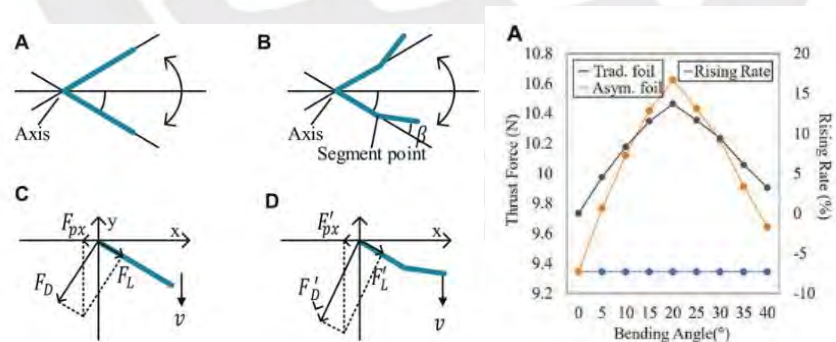 A
Axis
B
β
Axis
Segment point
C
F_px
y
x
F_D
F_L
v
D
F'_px
x
F'_D
F'_L
v
A
Trad. foil
Asym. foil
Rising Rate
Thrust Force (N)
10.8
10.6
10.4
10.2
10
9.8
9.6
9.4
9.2
20
15
10
5
0
-5
-10
Rising Rate (%)
0 5 10 15 20 25 30 35 40
Bending Angle(°)